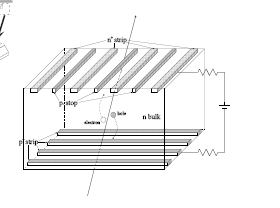 n⁺ strip
p-stop
hole
electron
n bulk
p⁺ strip